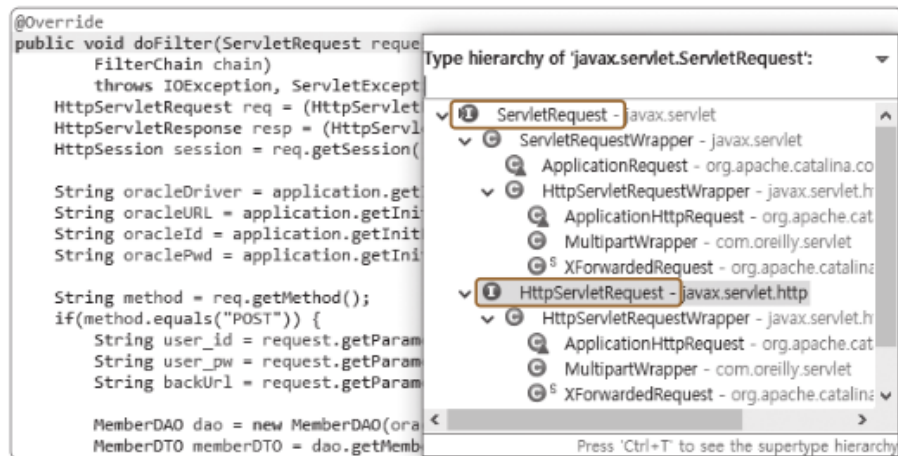 @Override
public void doFilter(ServletRequest reque
FilterChain chain)
throws IOException, ServletExcept
HttpServletRequest req = (HttpServlet
HttpServletResponse resp = (HttpServl
HttpSession session = req.getSession(
String oracleDriver = application.getI
String oracleURL = application.getInit
String oracleId = application.getIniti
String oraclePwd = application.getInit
String method = req.getMethod();
if(method.equals("POST")) {
String user_id = request.getParam
String user_pw = request.getParam
String backUrl = request.getParam
MemberDAO dao = new MemberDAO(ora
MemberDTO memberDTO = dao.getMemb
Type hierarchy of 'javax.servlet.ServletRequest':
ServletRequest - javax.servlet
ServletRequestWrapper - javax.servlet
ApplicationRequest - org.apache.catalina.co
HttpServletRequestWrapper - javax.servlet.h
ApplicationHttpRequest - org.apache.cat
MultipartWrapper - com.oreilly.servlet
S XForwardedRequest - org.apache.catalina
HttpServletRequest - javax.servlet.http
HttpServletRequestWrapper - javax.servlet.h
ApplicationHttpRequest - org.apache.cat
MultipartWrapper - com.oreilly.servlet
S XForwardedRequest - org.apache.catalina
Press 'Ctrl+T' to see the supertype hierarchy